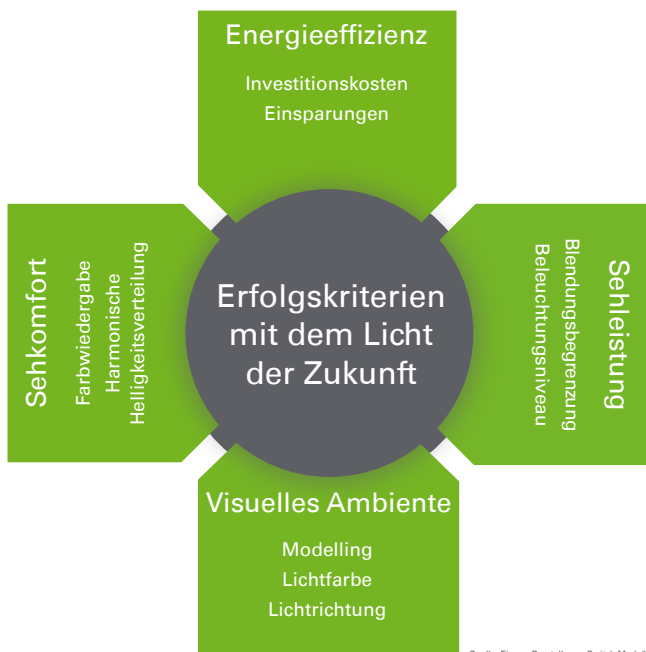 Energieeffizienz
Investitionskosten
Einsparungen
Sehkomfort
Farbwiedergabe
Harmonische
Helligkeitsverteilung
Erfolgskriterien
mit dem Licht
der Zukunft
Sehleistung
Blendungsbegrenzung
Beleuchtungsniveau
Visuelles Ambiente
Modelling
Lichtfarbe
Lichtrichtung